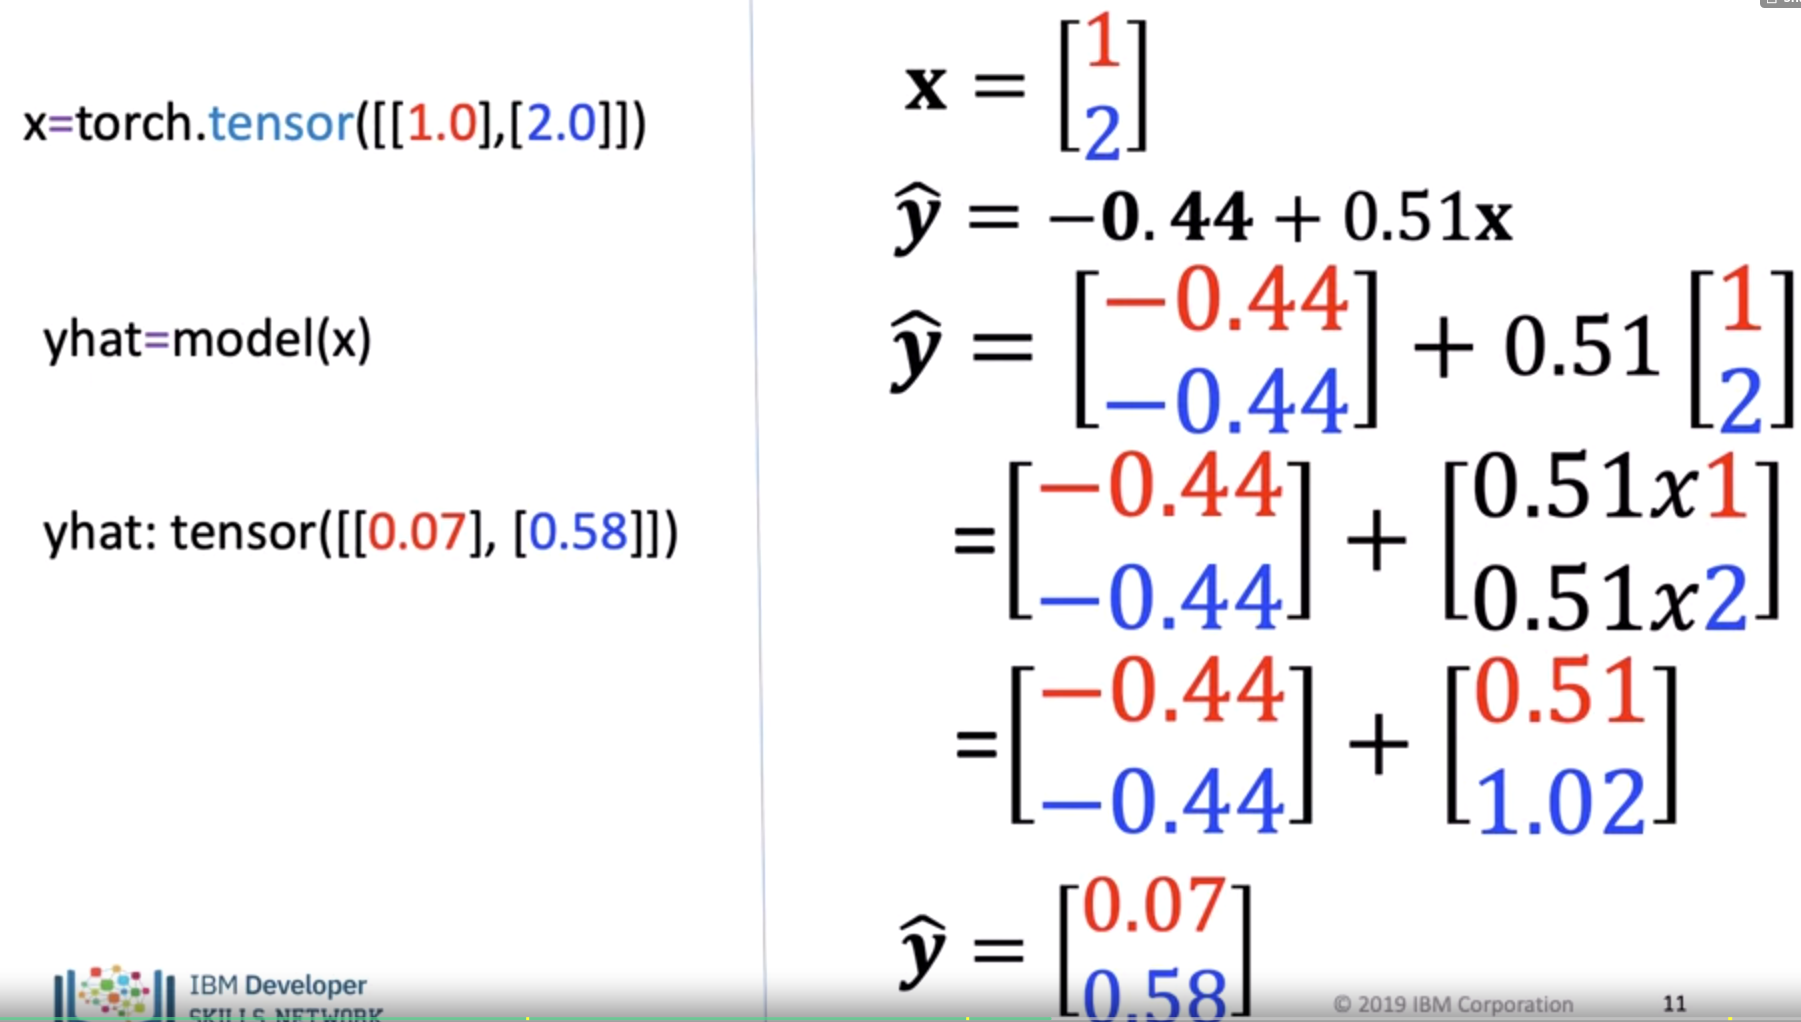 x=torch.tensor([[1.0],[2.0]])
yhat=model(x)
yhat: tensor([[0.07], [0.58]])
x = [1
2]
ŷ = −0.44 + 0.51x
ŷ = [−0.44
−0.44] + 0.51 [1
2]
= [−0.44
−0.44] + [0.51x1
0.51x2]
= [−0.44
−0.44] + [0.51
1.02]
ŷ = [0.07
0.58]
IBM Developer
SKILLS NETWORK
© 2019 IBM Corporation
11